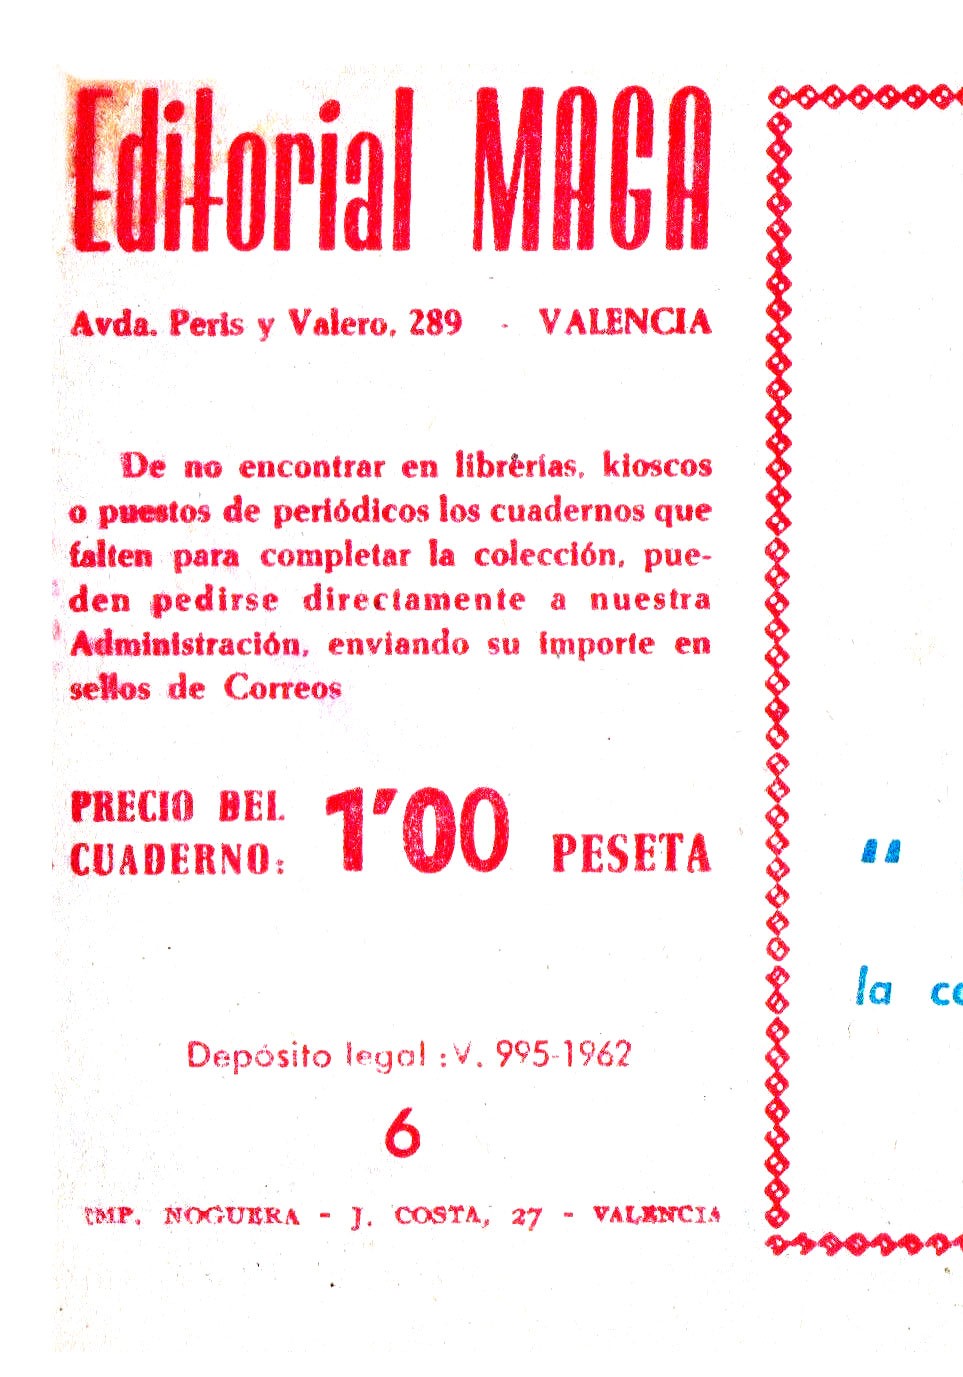 Editorial MAGA
Avda. Peris y Valero, 289 - VALENCIA
De no encontrar en librerías, kioscos
o puestos de periódicos los cuadernos que
falten para completar la colección, pue-
den pedirse directamente a nuestra
Administración, enviando su importe en
sellos de Correos
PRECIO DEL
CUADERNO: 1'00 PESETA
Depósito legal : V. 995-1962
6
IMP. NOGUERA - J. COSTA, 27 - VALENCIA
"
la